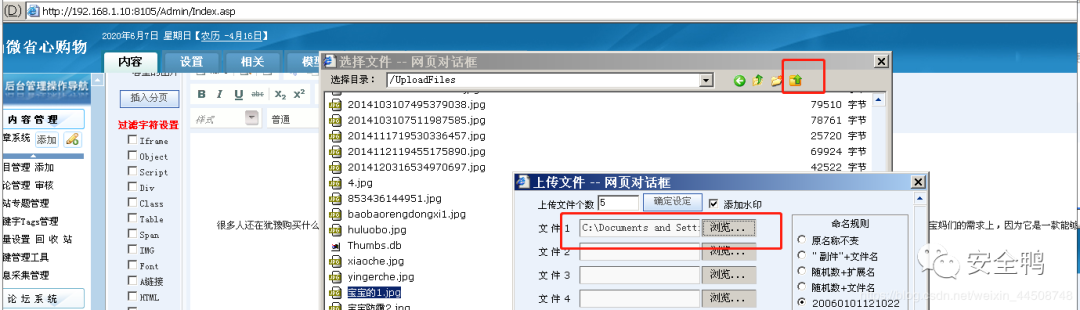 (D) http://192.168.1.10:8105/Admin/Index.asp
微省心购物
2020年6月7日 星期日【农历 -4月16日】
内容 设置 相关 模
后台管理操作导航
插入分页
内容管理
章系统 添加
过滤字符设置
Iframe
Object
Script
Div
Class
Table
Span
IMG
Font
A链接
HTML
目管理 添加
论管理 审核
站专题管理
键字Tags管理
量设置 回 收 站
键管理工具
息采集管理
论坛系统
B I U abc X₂ X²
样式 普通
很多人还在犹豫购买什么
宝妈们的需求上,因为它是一款能够
选择文件 -- 网页对话框
选择目录: /UploadFiles
2014103107495379038.jpg 79510 字节
2014103107511987585.jpg 78761 字节
2014111719530336457.jpg 25720 字节
2014112119455175890.jpg 69924 字节
2014120316534970697.jpg 42522 字节
4.jpg
853436144951.jpg
baobaorengdongxi1.jpg
huluobo.jpg
Thumbs.db
xiaoche.jpg
yingerche.jpg
宝宝的1.jpg
宝宝防霾2.jpg
上传文件 -- 网页对话框
上传文件个数 5 确定设定 添加水印
文件 1 C:\Documents and Sett 浏览...
文件 2 浏览...
文件 3 浏览...
文件 4 浏览...
命名规则
原名称不变
"副件"+文件名
随机数+扩展名
随机数+文件名
20060101121022
安全鸭
https://blog.csdn.net/weixin_44508748